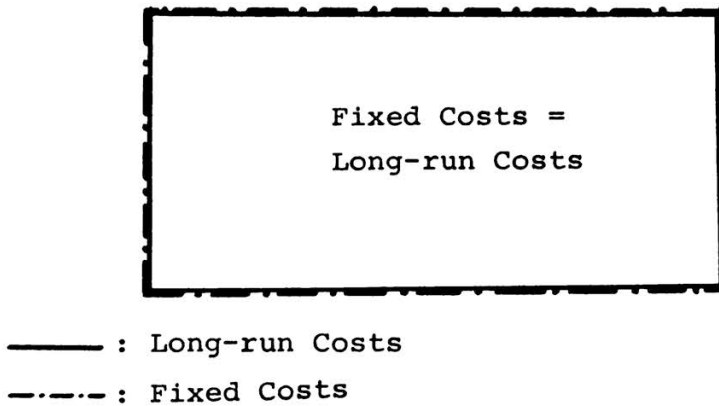 Fixed Costs =
Long-run Costs
: Long-run Costs
: Fixed Costs